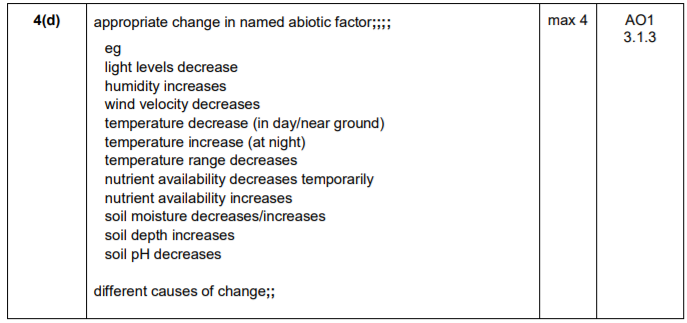 4(d) appropriate change in named abiotic factor;;;; max 4 AO1
3.1.3
eg
light levels decrease
humidity increases
wind velocity decreases
temperature decrease (in day/near ground)
temperature increase (at night)
temperature range decreases
nutrient availability decreases temporarily
nutrient availability increases
soil moisture decreases/increases
soil depth increases
soil pH decreases
different causes of change;;